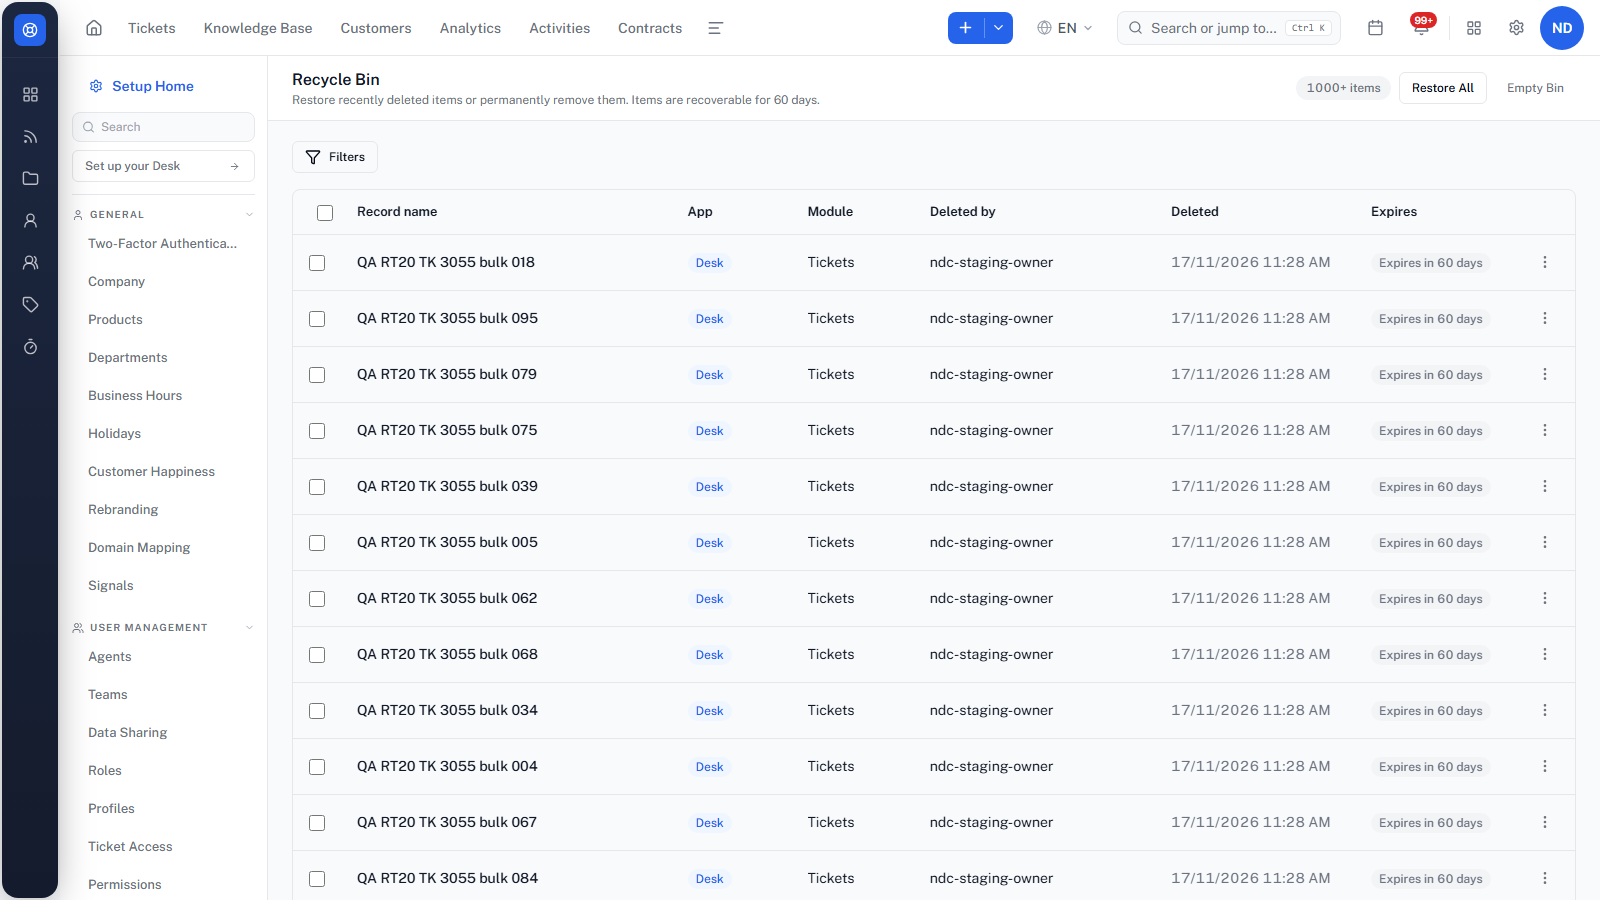 Tickets
Knowledge Base
Customers
Analytics
Activities
Contracts
EN
Search or jump to...
Ctrl K
99+
ND
Setup Home
Search
Set up your Desk
GENERAL
Two-Factor Authentica...
Company
Products
Departments
Business Hours
Holidays
Customer Happiness
Rebranding
Domain Mapping
Signals
USER MANAGEMENT
Agents
Teams
Data Sharing
Roles
Profiles
Ticket Access
Permissions
Recycle Bin
Restore recently deleted items or permanently remove them. Items are recoverable for 60 days.
1000+ items
Restore All
Empty Bin
Filters
Record name App Module Deleted by Deleted Expires
QA RT20 TK 3055 bulk 018 Desk Tickets ndc-staging-owner 17/11/2026 11:28 AM Expires in 60 days
QA RT20 TK 3055 bulk 095 Desk Tickets ndc-staging-owner 17/11/2026 11:28 AM Expires in 60 days
QA RT20 TK 3055 bulk 079 Desk Tickets ndc-staging-owner 17/11/2026 11:28 AM Expires in 60 days
QA RT20 TK 3055 bulk 075 Desk Tickets ndc-staging-owner 17/11/2026 11:28 AM Expires in 60 days
QA RT20 TK 3055 bulk 039 Desk Tickets ndc-staging-owner 17/11/2026 11:28 AM Expires in 60 days
QA RT20 TK 3055 bulk 005 Desk Tickets ndc-staging-owner 17/11/2026 11:28 AM Expires in 60 days
QA RT20 TK 3055 bulk 062 Desk Tickets ndc-staging-owner 17/11/2026 11:28 AM Expires in 60 days
QA RT20 TK 3055 bulk 068 Desk Tickets ndc-staging-owner 17/11/2026 11:28 AM Expires in 60 days
QA RT20 TK 3055 bulk 034 Desk Tickets ndc-staging-owner 17/11/2026 11:28 AM Expires in 60 days
QA RT20 TK 3055 bulk 004 Desk Tickets ndc-staging-owner 17/11/2026 11:28 AM Expires in 60 days
QA RT20 TK 3055 bulk 067 Desk Tickets ndc-staging-owner 17/11/2026 11:28 AM Expires in 60 days
QA RT20 TK 3055 bulk 084 Desk Tickets ndc-staging-owner 17/11/2026 11:28 AM Expires in 60 days